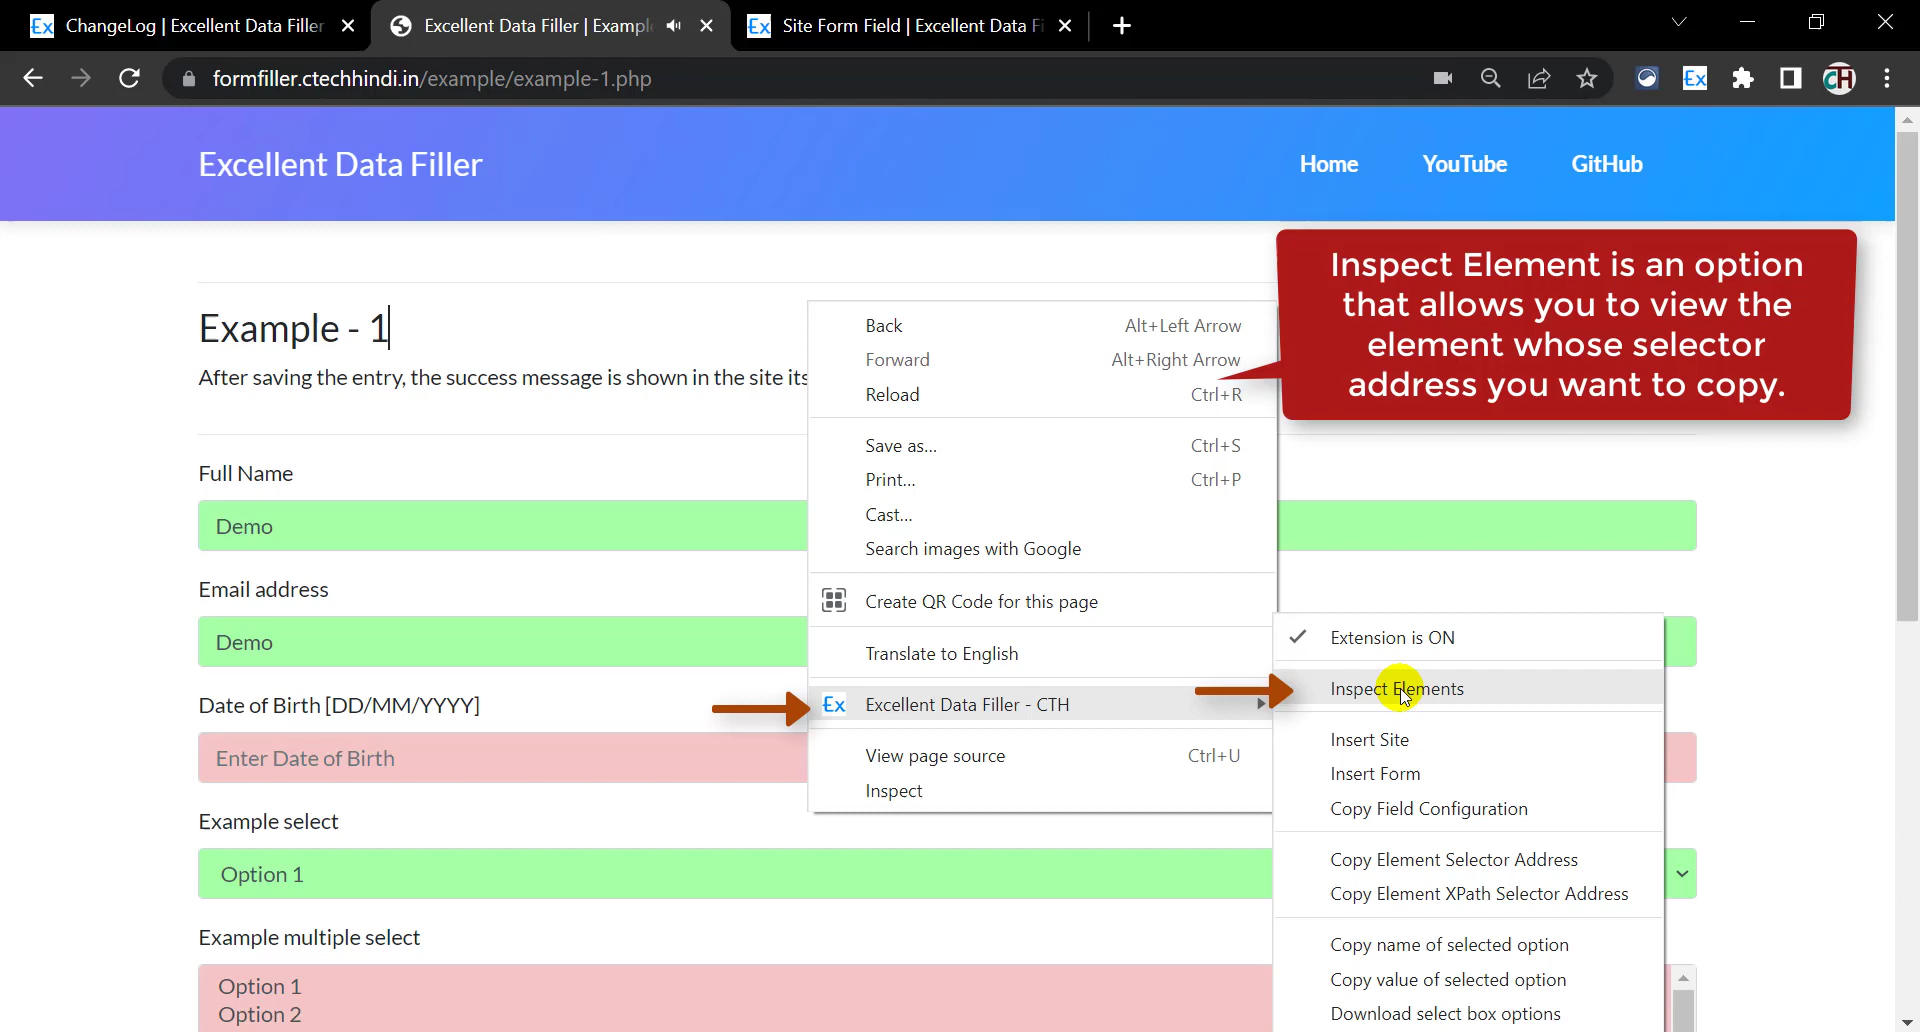 Ex ChangeLog | Excellent Data Filler
Excellent Data Filler | Example
Ex Site Form Field | Excellent Data Fi
formfiller.ctechhindi.in/example/example-1.php
Ex
CH
Excellent Data Filler
Home
YouTube
GitHub
Inspect Element is an option
that allows you to view the
element whose selector
address you want to copy.
Example - 1
After saving the entry, the success message is shown in the site its
Full Name
Demo
Email address
Demo
Date of Birth [DD/MM/YYYY]
Enter Date of Birth
Example select
Option 1
Example multiple select
Option 1
Option 2
Back Alt+Left Arrow
Forward Alt+Right Arrow
Reload Ctrl+R
Save as... Ctrl+S
Print... Ctrl+P
Cast...
Search images with Google
Create QR Code for this page
Translate to English
Ex Excellent Data Filler - CTH
View page source Ctrl+U
Inspect
Extension is ON
Inspect Elements
Insert Site
Insert Form
Copy Field Configuration
Copy Element Selector Address
Copy Element XPath Selector Address
Copy name of selected option
Copy value of selected option
Download select box options